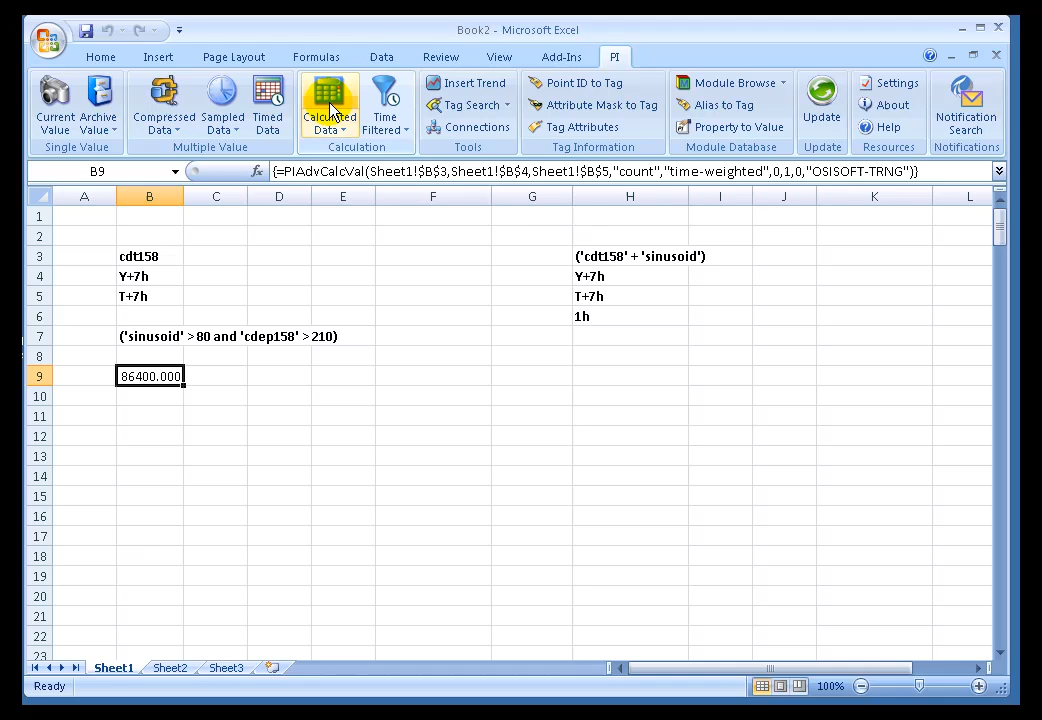 Book2 - Microsoft Excel
Home Insert Page Layout Formulas Data Review View Add-Ins PI
Current Value
Archive Value
Compressed Data
Sampled Data
Timed Data
Calculated Data
Time Filtered
Insert Trend
Tag Search
Connections
Point ID to Tag
Attribute Mask to Tag
Tag Attributes
Module Browse
Alias to Tag
Property to Value
Update
Settings
About
Help
Notification Search
Single Value Multiple Value Calculation Tools Tag Information Module Database Update Resources Notifications
B9 fx {=PIAdvCalcVal(Sheet1!$B$3,Sheet1!$B$4,Sheet1!$B$5,"count","time-weighted",0,1,0,"OSISOFT-TRNG")}
A B C D E F G H I J K L
1
2
3 cdt158 ('cdt158' + 'sinusoid')
4 Y+7h Y+7h
5 T+7h T+7h
6 1h
7 ('sinusoid' >80 and 'cdep158' >210)
8
9 86400.000
10
11
12
13
14
15
16
17
18
19
20
21
22
23
Sheet1 Sheet2 Sheet3
Ready 100%